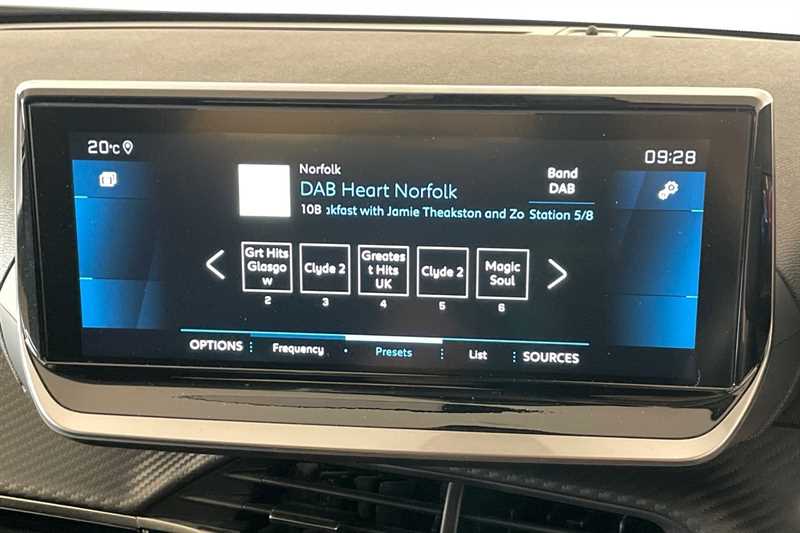 20°C
09:28
Norfolk
DAB Heart Norfolk
10B ɪkfast with Jamie Theakston and Zo
Band
DAB
Station 5/8
Grt Hits
Glasgo
w
2
Clyde 2
3
Greates
t Hits
UK
4
Clyde 2
5
Magic
Soul
6
OPTIONS
Frequency
Presets
List
SOURCES